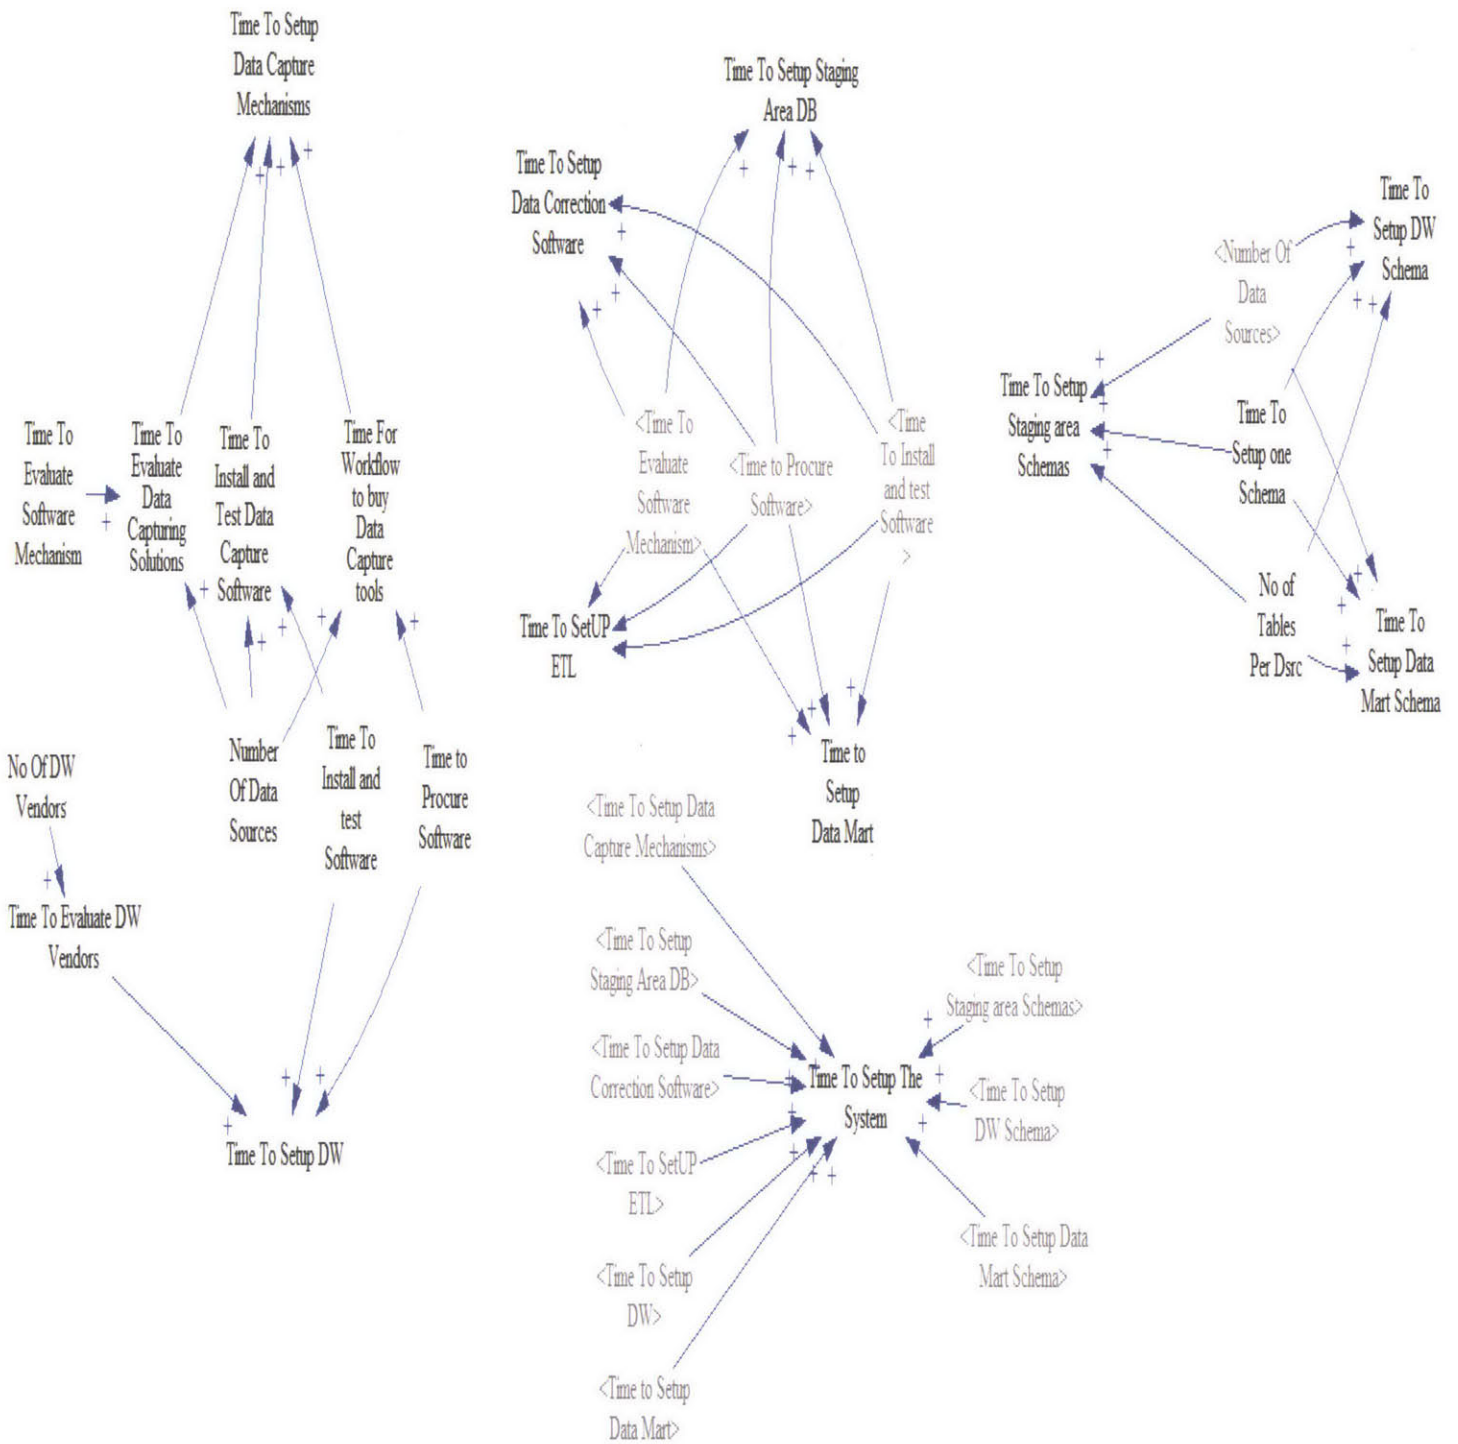 Time To Setup
Data Capture
Mechanisms
Time To
Evaluate
Software
Mechanism
Time To
Evaluate
Data
Capturing
Solutions
Time To
Install and
Test Data
Capture
Software
Time For
Workflow
to buy
Data
Capture
tools
Number
Of Data
Sources
Time To
Install and
test
Software
Time to
Procure
Software
No Of DW
Vendors
Time To Evaluate DW
Vendors
Time To Setup DW
Time To Setup Staging
Area DB
Time To Setup
Data Correction
Software
<Time To
Evaluate
Software
Mechanism>
<Time to Procure
Software>
<Time
To Install
and test
Software
>
Time To SetUP
ETL
Time to
Setup
Data Mart
Time To
Setup DW
Schema
<Number Of
Data
Sources>
Time To Setup
Staging area
Schemas
Time To
Setup one
Schema
No of
Tables
Per Dsrc
Time To
Setup Data
Mart Schema
<Time To Setup Data
Capture Mechanisms>
<Time To Setup
Staging Area DB>
<Time To Setup Data
Correction Software>
<Time To SetUP
ETL>
<Time To Setup
DW>
<Time to Setup
Data Mart>
Time To Setup The
System
<Time To Setup
Staging area Schemas>
<Time To Setup
DW Schema>
<Time To Setup Data
Mart Schema>